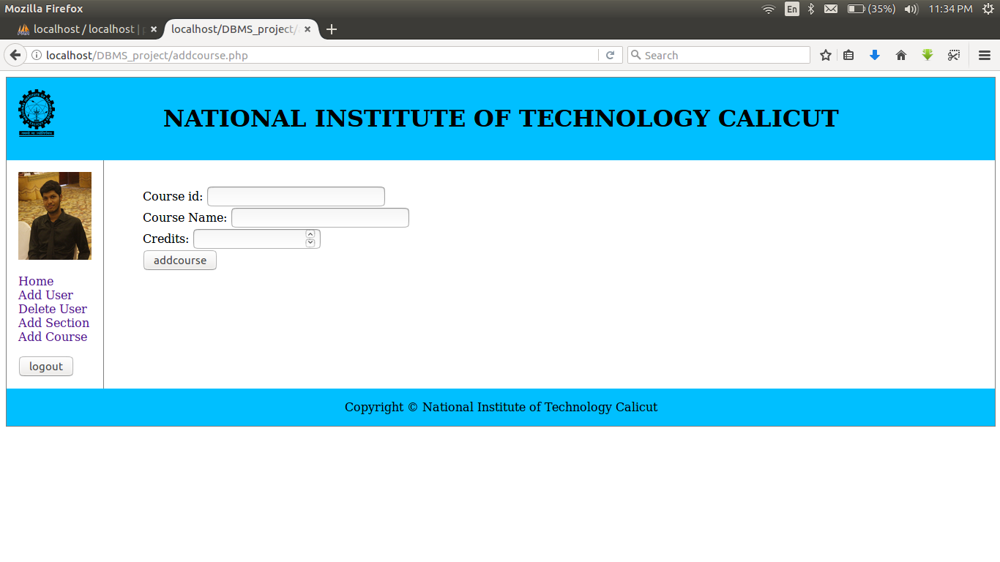 Mozilla Firefox
En
(35%)
11:34 PM
localhost / localhost |
localhost/DBMS_project/
localhost/DBMS_project/addcourse.php
Search
NATIONAL INSTITUTE OF TECHNOLOGY CALICUT
Course id:
Course Name:
Credits:
addcourse
Home
Add User
Delete User
Add Section
Add Course
logout
Copyright © National Institute of Technology Calicut